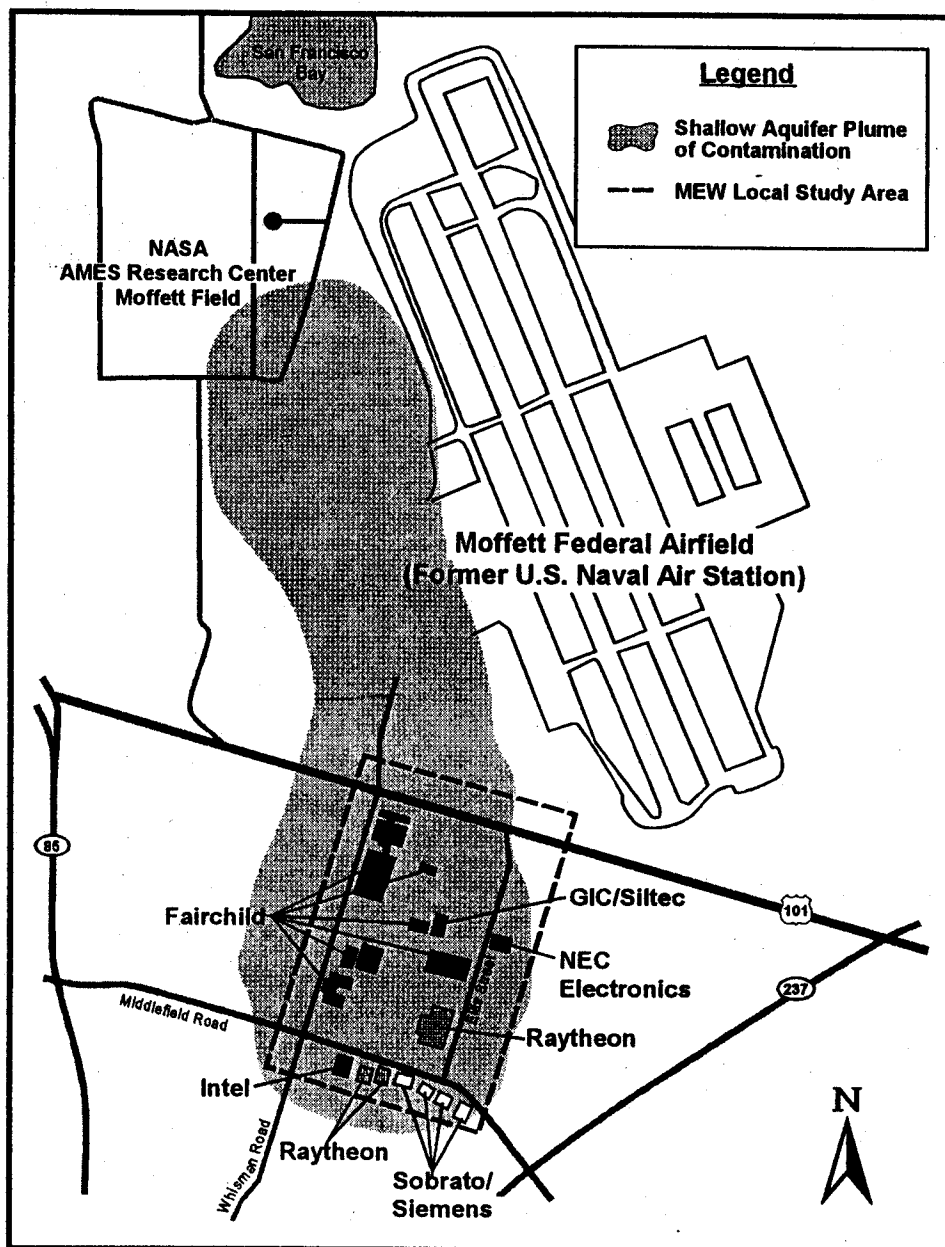 San Francisco
Bay
Legend
Shallow Aquifer Plume
of Contamination
MEW Local Study Area
NASA
AMES Research Center
Moffett Field
Moffett Federal Airfield
(Former U.S. Naval Air Station)
85
101
237
Fairchild
GIC/Siltec
NEC
Electronics
Ellis Street
Raytheon
Middlefield Road
Intel
Raytheon
Whisman Road
Sobrato/
Siemens
N